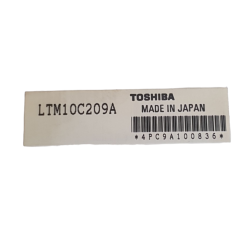 LTM10C209A
TOSHIBA
MADE IN JAPAN
*4PC9A100836*